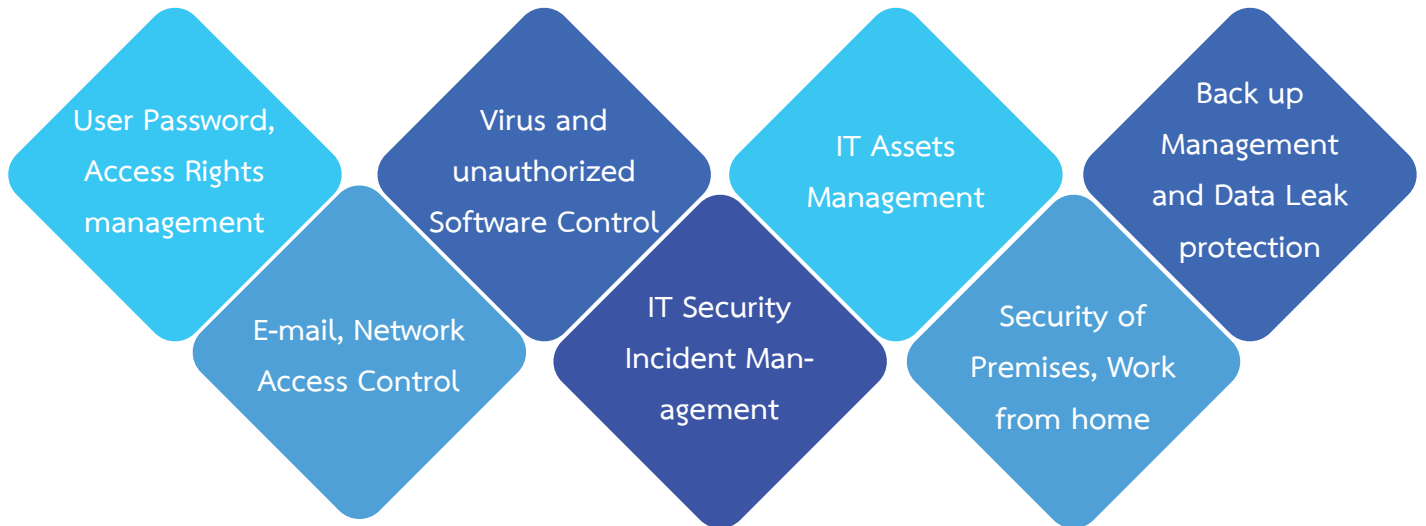 User Password,
Access Rights
management
E-mail, Network
Access Control
Virus and
unauthorized
Software Control
IT Security
Incident Man-
agement
IT Assets
Management
Security of
Premises, Work
from home
Back up
Management
and Data Leak
protection